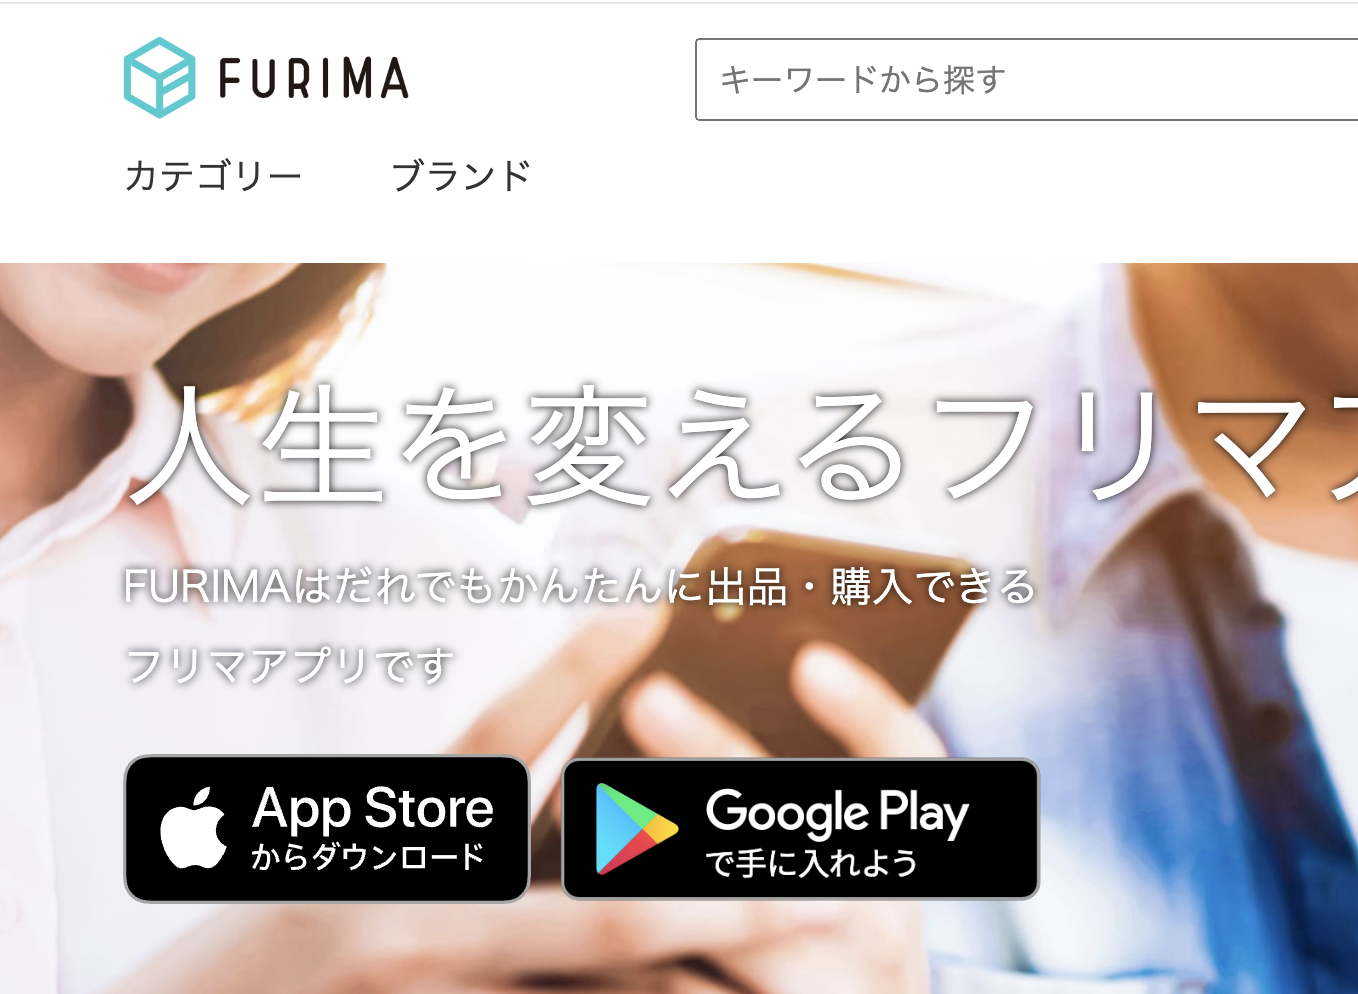 FURIMA
キーワードから探す
カテゴリー ブランド
人生を変えるフリマ
FURIMAはだれでもかんたんに出品・購入できる
フリマアプリです
App Store
からダウンロード
Google Play
で手に入れよう